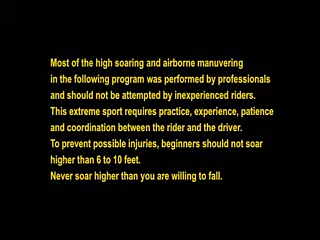 Most of the high soaring and airborne manuvering
in the following program was performed by professionals
and should not be attempted by inexperienced riders.
This extreme sport requires practice, experience, patience
and coordination between the rider and the driver.
To prevent possible injuries, beginners should not soar
higher than 6 to 10 feet.
Never soar higher than you are willing to fall.